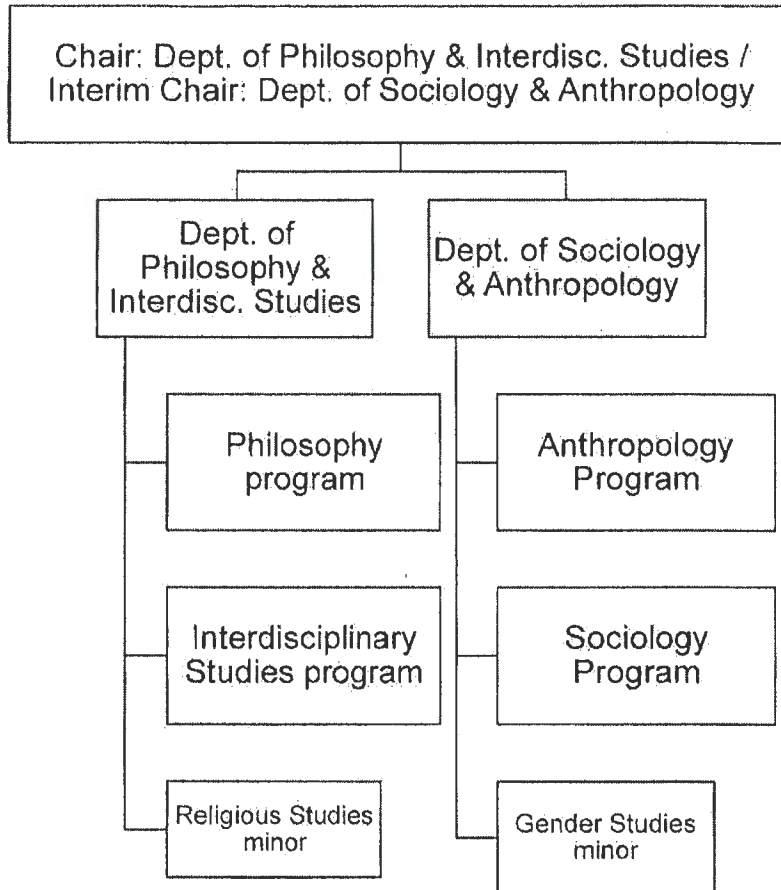 Chair: Dept. of Philosophy & Interdisc. Studies /
Interim Chair: Dept. of Sociology & Anthropology
Dept. of
Philosophy &
Interdisc. Studies
Philosophy
program
Interdisciplinary
Studies program
Religious Studies
minor
Dept. of Sociology
& Anthropology
Anthropology
Program
Sociology
Program
Gender Studies
minor